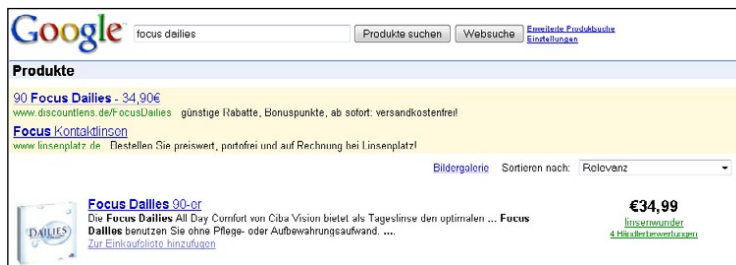 Google focus dailies Produkte suchen Websuche Erweiterte Produktsuche
Einstellungen
Produkte
90 Focus Dailies - 34,90€
www.discountlens.de/FocusDailies günstige Rabatte, Bonuspunkte, ab sofort: versandkostenfrei!
Focus Kontaktlinsen
www.linsenplatz.de Bestellen Sie preiswert, portofrei und auf Rechnung bei Linsenplatz!
Bildergalerie Sortieren nach: Relevanz
Focus Dailies 90-er €34,99
Die Focus Dailies All Day Comfort von Ciba Vision bietet als Tageslinse den optimalen ... Focus linsenwunder
Dailies benutzen Sie ohne Pflege- oder Aufbewahrungsaufwand. .... 4 Händlerbewertungen
Zur Einkaufsliste hinzufügen
DAILIES